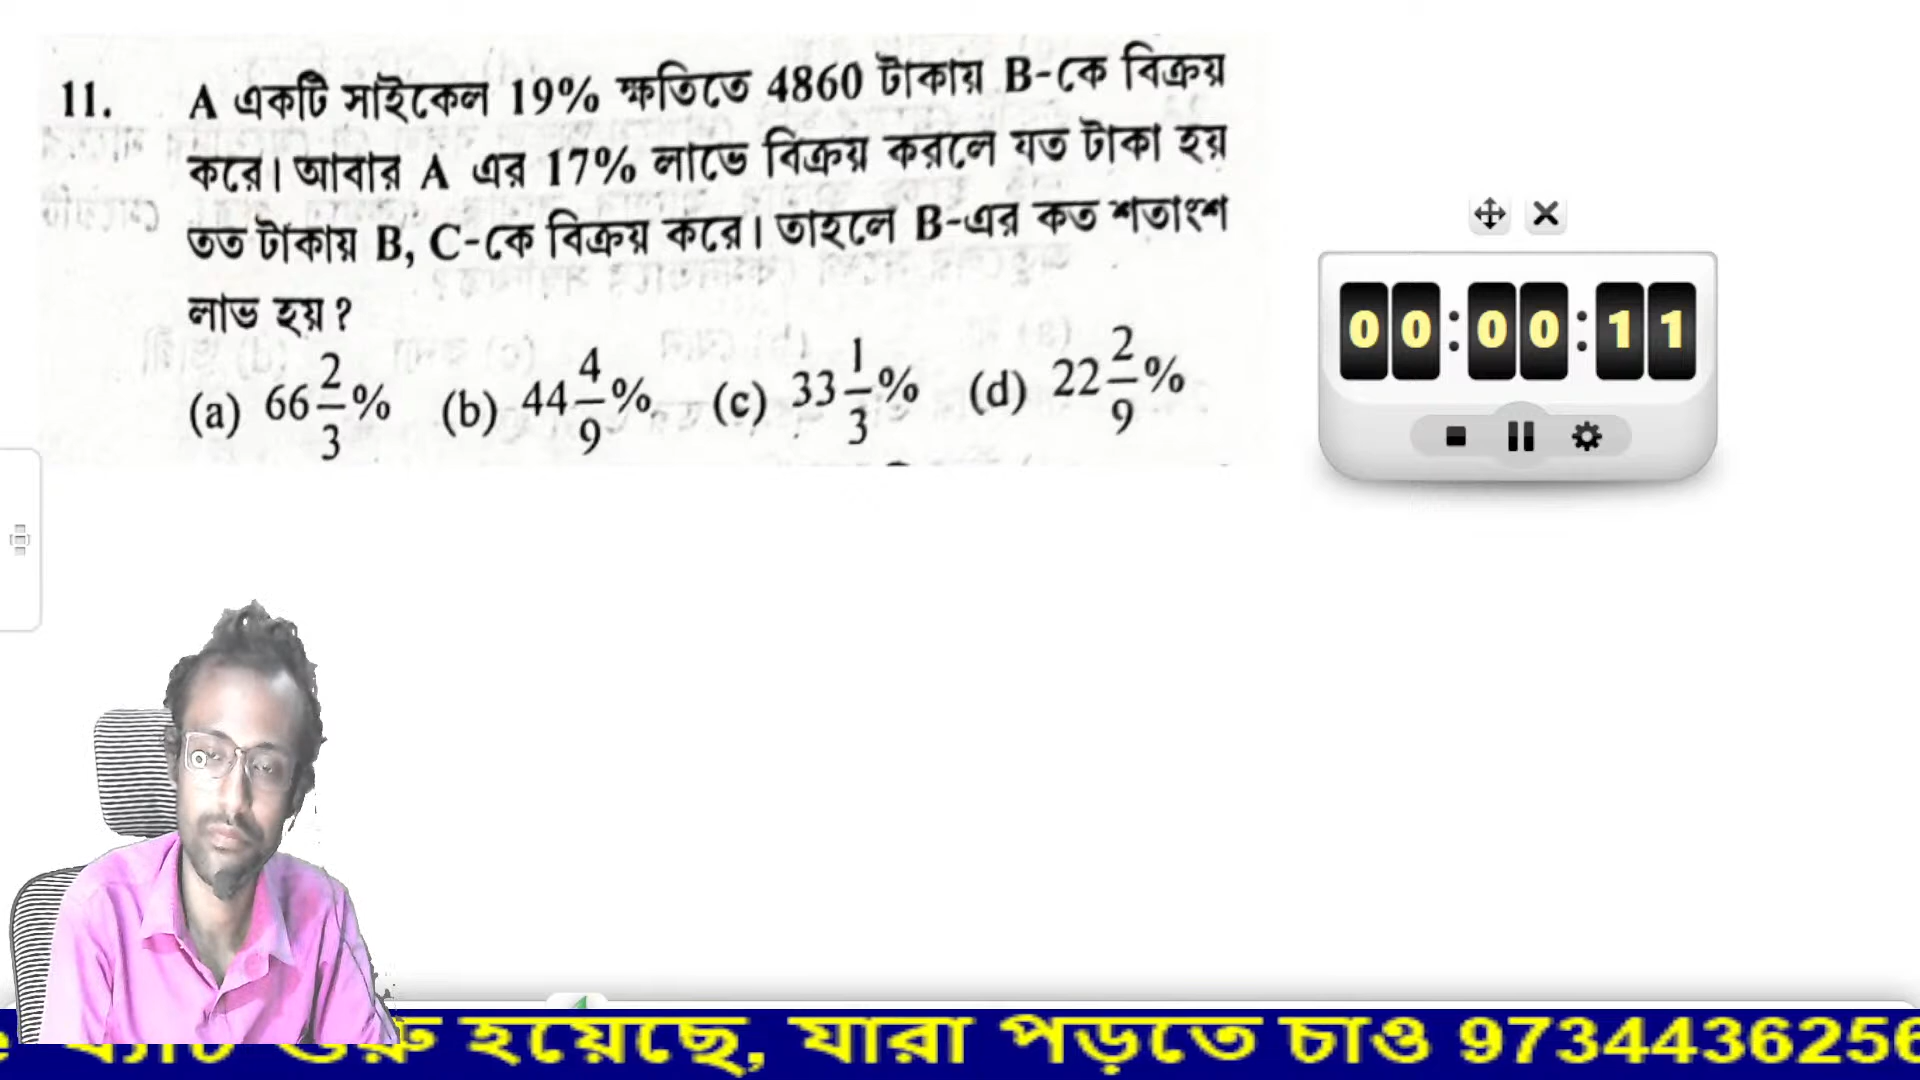 11. A একটি সাইকেল 19% ক্ষতিতে 4860 টাকায় B-কে বিক্রয়
করে। আবার A এর 17% লাভে বিক্রয় করলে যত টাকা হয়
তত টাকায় B, C-কে বিক্রয় করে। তাহলে B-এর কত শতাংশ
লাভ হয়?
(a) 66 2/3% (b) 44 4/9% (c) 33 1/3% (d) 22 2/9%
00:00:11
শুরু হয়েছে, যারা পড়তে চাও 9734436256